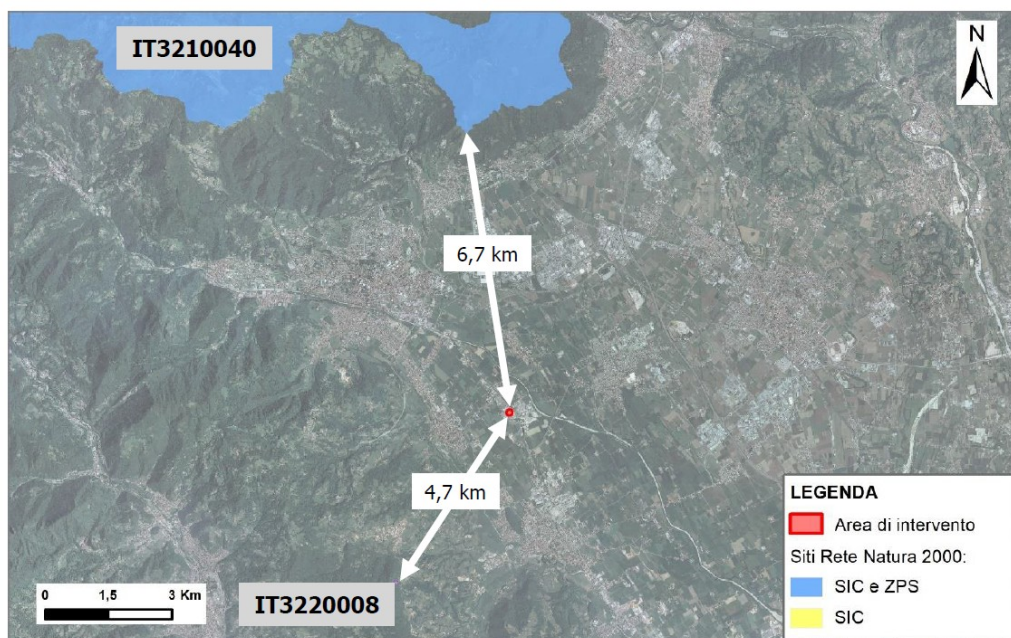 IT3210040
N
6,7 km
4,7 km
IT3220008
0 1,5 3 Km
LEGENDA
Area di intervento
Siti Rete Natura 2000:
SIC e ZPS
SIC